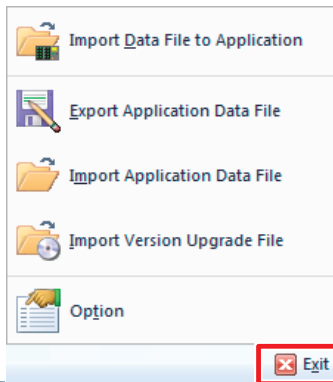 Import Data File to Application
Export Application Data File
Import Application Data File
Import Version Upgrade File
Option
Exit